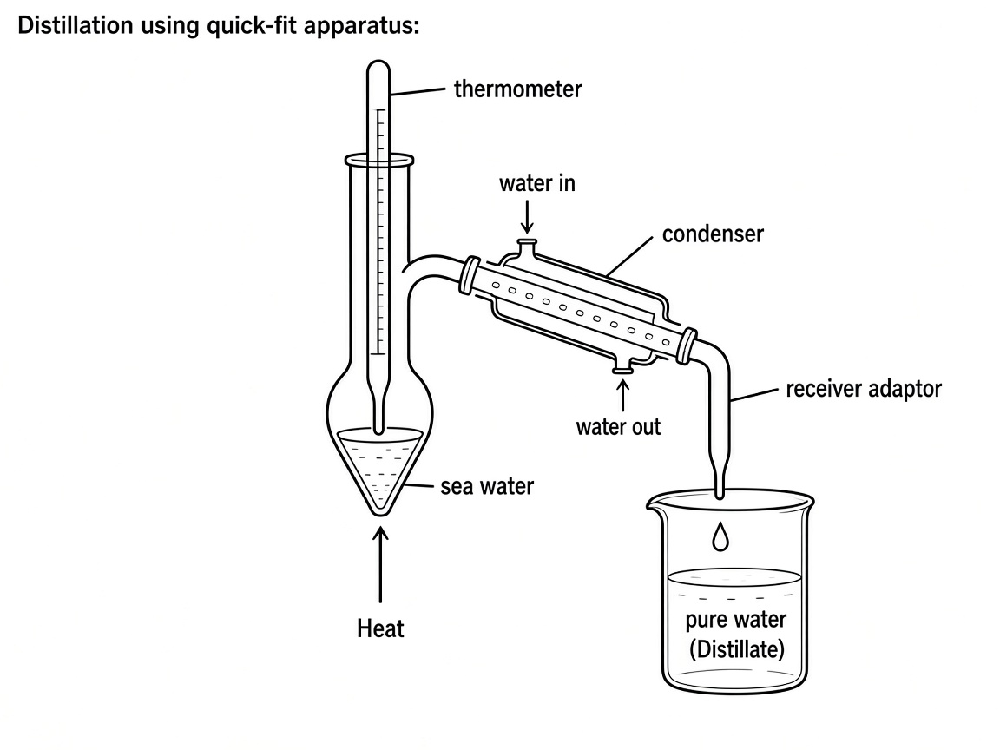 Distillation using quick-fit apparatus:
thermometer
water in
condenser
receiver adaptor
water out
sea water
Heat
pure water
(Distillate)